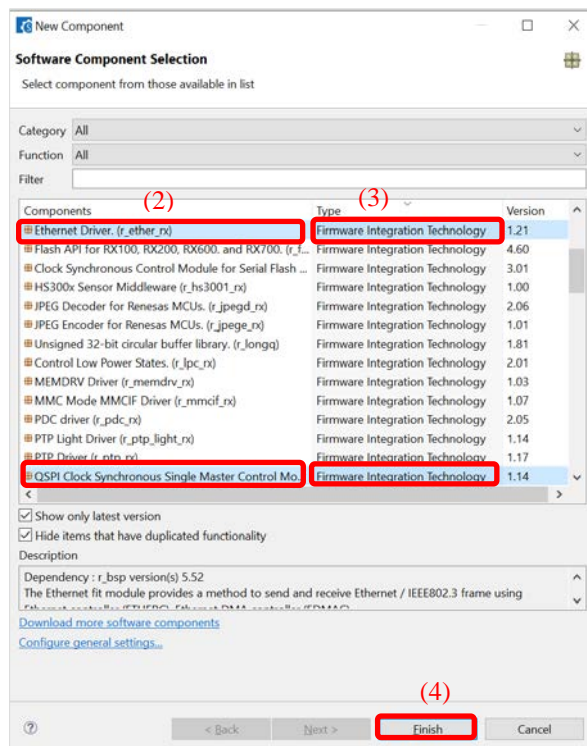 New Component
Software Component Selection
Select component from those available in list
Category All
Function All
Filter
(2) (3)
Components Type Version
Ethernet Driver. (r_ether_rx) Firmware Integration Technology 1.21
Flash API for RX100, RX200, RX600. and RX700. (r_f... Firmware Integration Technology 4.60
Clock Synchronous Control Module for Serial Flash ... Firmware Integration Technology 3.01
HS300x Sensor Middleware (r_hs3001_rx) Firmware Integration Technology 1.00
JPEG Decoder for Renesas MCUs. (r_jpegd_rx) Firmware Integration Technology 2.06
JPEG Encoder for Renesas MCUs. (r_jpege_rx) Firmware Integration Technology 1.01
Unsigned 32-bit circular buffer library. (r_longq) Firmware Integration Technology 1.81
Control Low Power States. (r_lpc_rx) Firmware Integration Technology 2.01
MEMDRV Driver (r_memdrv_rx) Firmware Integration Technology 1.03
MMC Mode MMCIF Driver (r_mmcif_rx) Firmware Integration Technology 1.07
PDC driver (r_pdc_rx) Firmware Integration Technology 2.05
PTP Light Driver (r_ptp_light_rx) Firmware Integration Technology 1.14
PTP Driver (r_ptp_rx) Firmware Integration Technology 1.17
QSPI Clock Synchronous Single Master Control Mo... Firmware Integration Technology 1.14
Show only latest version
Hide items that have duplicated functionality
Description
Dependency : r_bsp version(s) 5.52
The Ethernet fit module provides a method to send and receive Ethernet / IEEE802.3 frame using
Ethernet controller (ETHERC), Ethernet DMA controller (EDMAC)
Download more software components
Configure general settings...
(4)
< Back Next > Finish Cancel